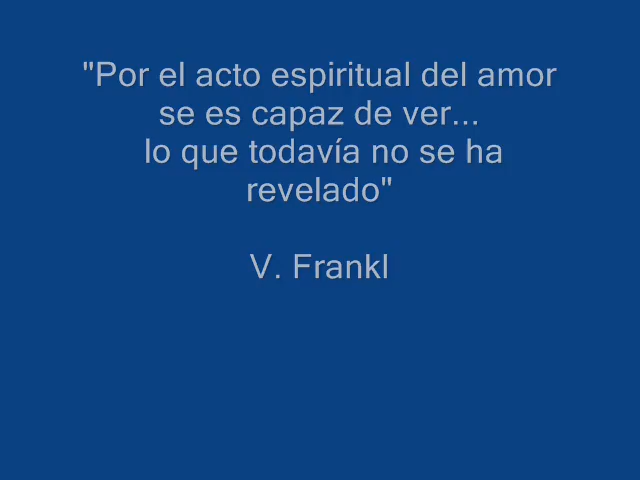 "Por el acto espiritual del amor
se es capaz de ver...
lo que todavía no se ha
revelado"
V. Frankl